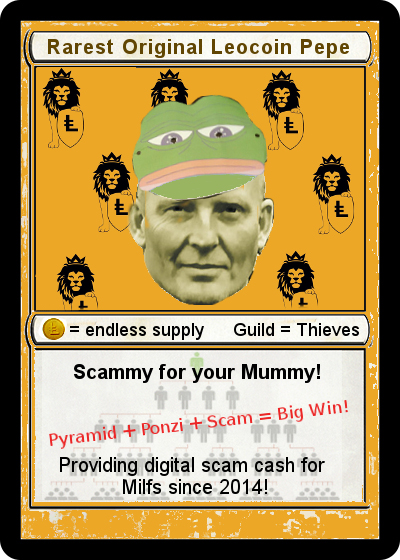 Rarest Original Leocoin Pepe
= endless supply Guild = Thieves
Scammy for your Mummy!
Pyramid + Ponzi + Scam = Big Win!
Providing digital scam cash for
Milfs since 2014!